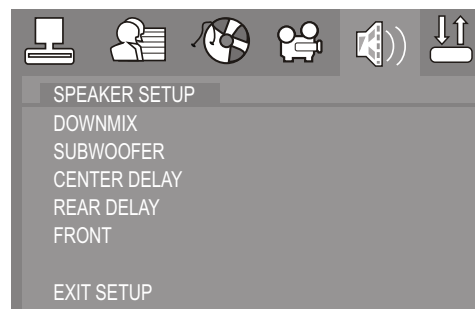 SPEAKER SETUP
DOWNMIX
SUBWOOFER
CENTER DELAY
REAR DELAY
FRONT
EXIT SETUP